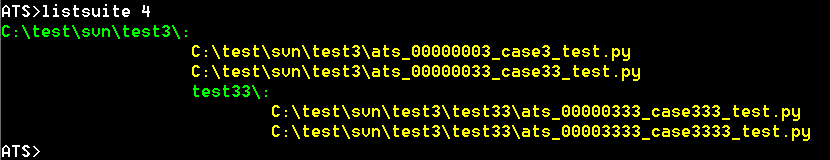 ATS>listsuite 4
C:\test\svn\test3\:
C:\test\svn\test3\ats_00000003_case3_test.py
C:\test\svn\test3\ats_00000033_case33_test.py
test33\:
C:\test\svn\test3\test33\ats_00000333_case333_test.py
C:\test\svn\test3\test33\ats_00003333_case3333_test.py
ATS>